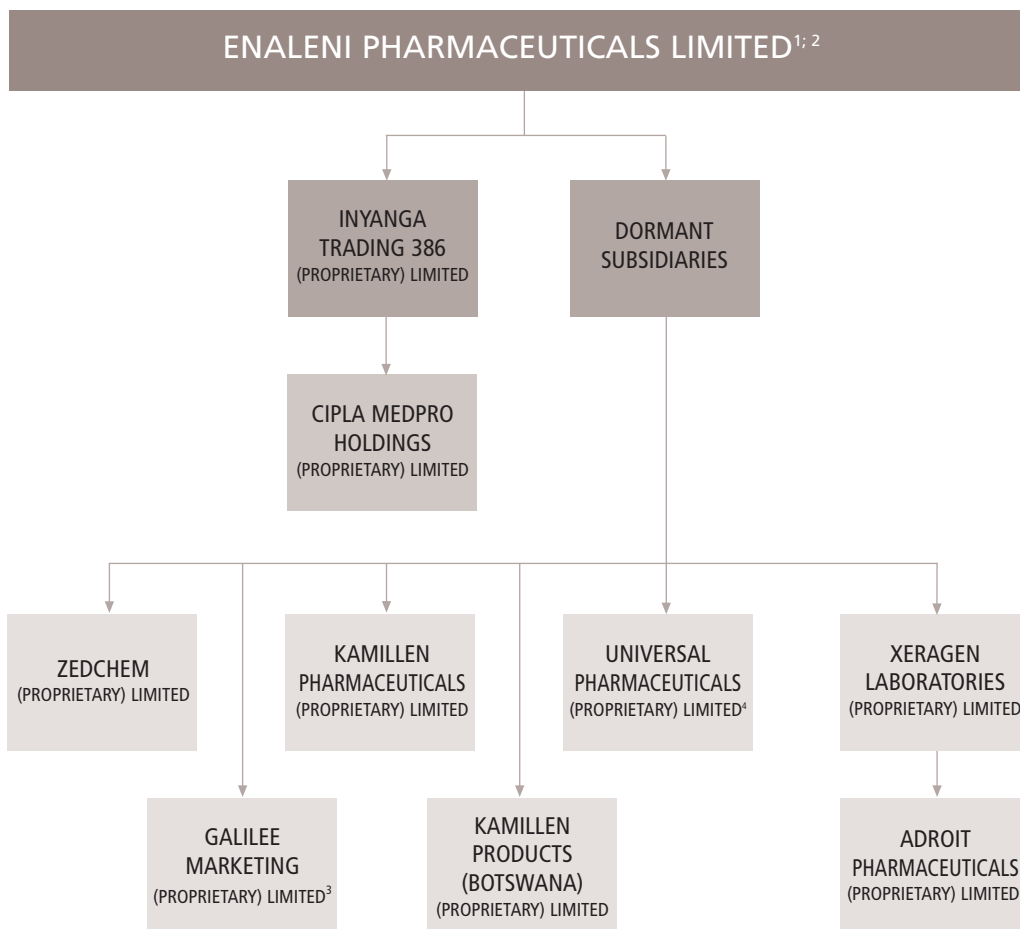 ENALENI PHARMACEUTICALS LIMITED1; 2
INYANGA
TRADING 386
(PROPRIETARY) LIMITED
DORMANT
SUBSIDIARIES
CIPLA MEDPRO
HOLDINGS
(PROPRIETARY) LIMITED
ZEDCHEM
(PROPRIETARY) LIMITED
KAMILLEN
PHARMACEUTICALS
(PROPRIETARY) LIMITED
UNIVERSAL
PHARMACEUTICALS
(PROPRIETARY) LIMITED4
XERAGEN
LABORATORIES
(PROPRIETARY) LIMITED
GALILEE
MARKETING
(PROPRIETARY) LIMITED3
KAMILLEN
PRODUCTS
(BOTSWANA)
(PROPRIETARY) LIMITED
ADROIT
PHARMACEUTICALS
(PROPRIETARY) LIMITED